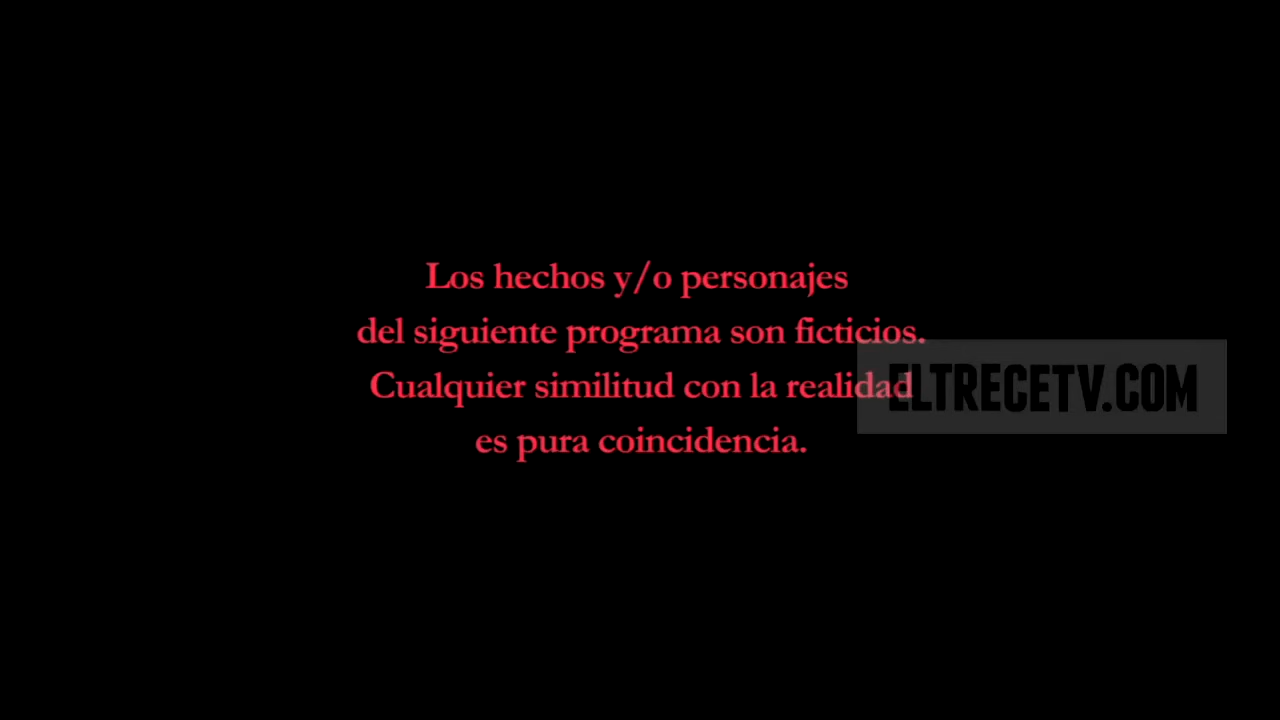 Los hechos y/o personajes
del siguiente programa son ficticios.
Cualquier similitud con la realidad
es pura coincidencia.
ELTRECETV.COM